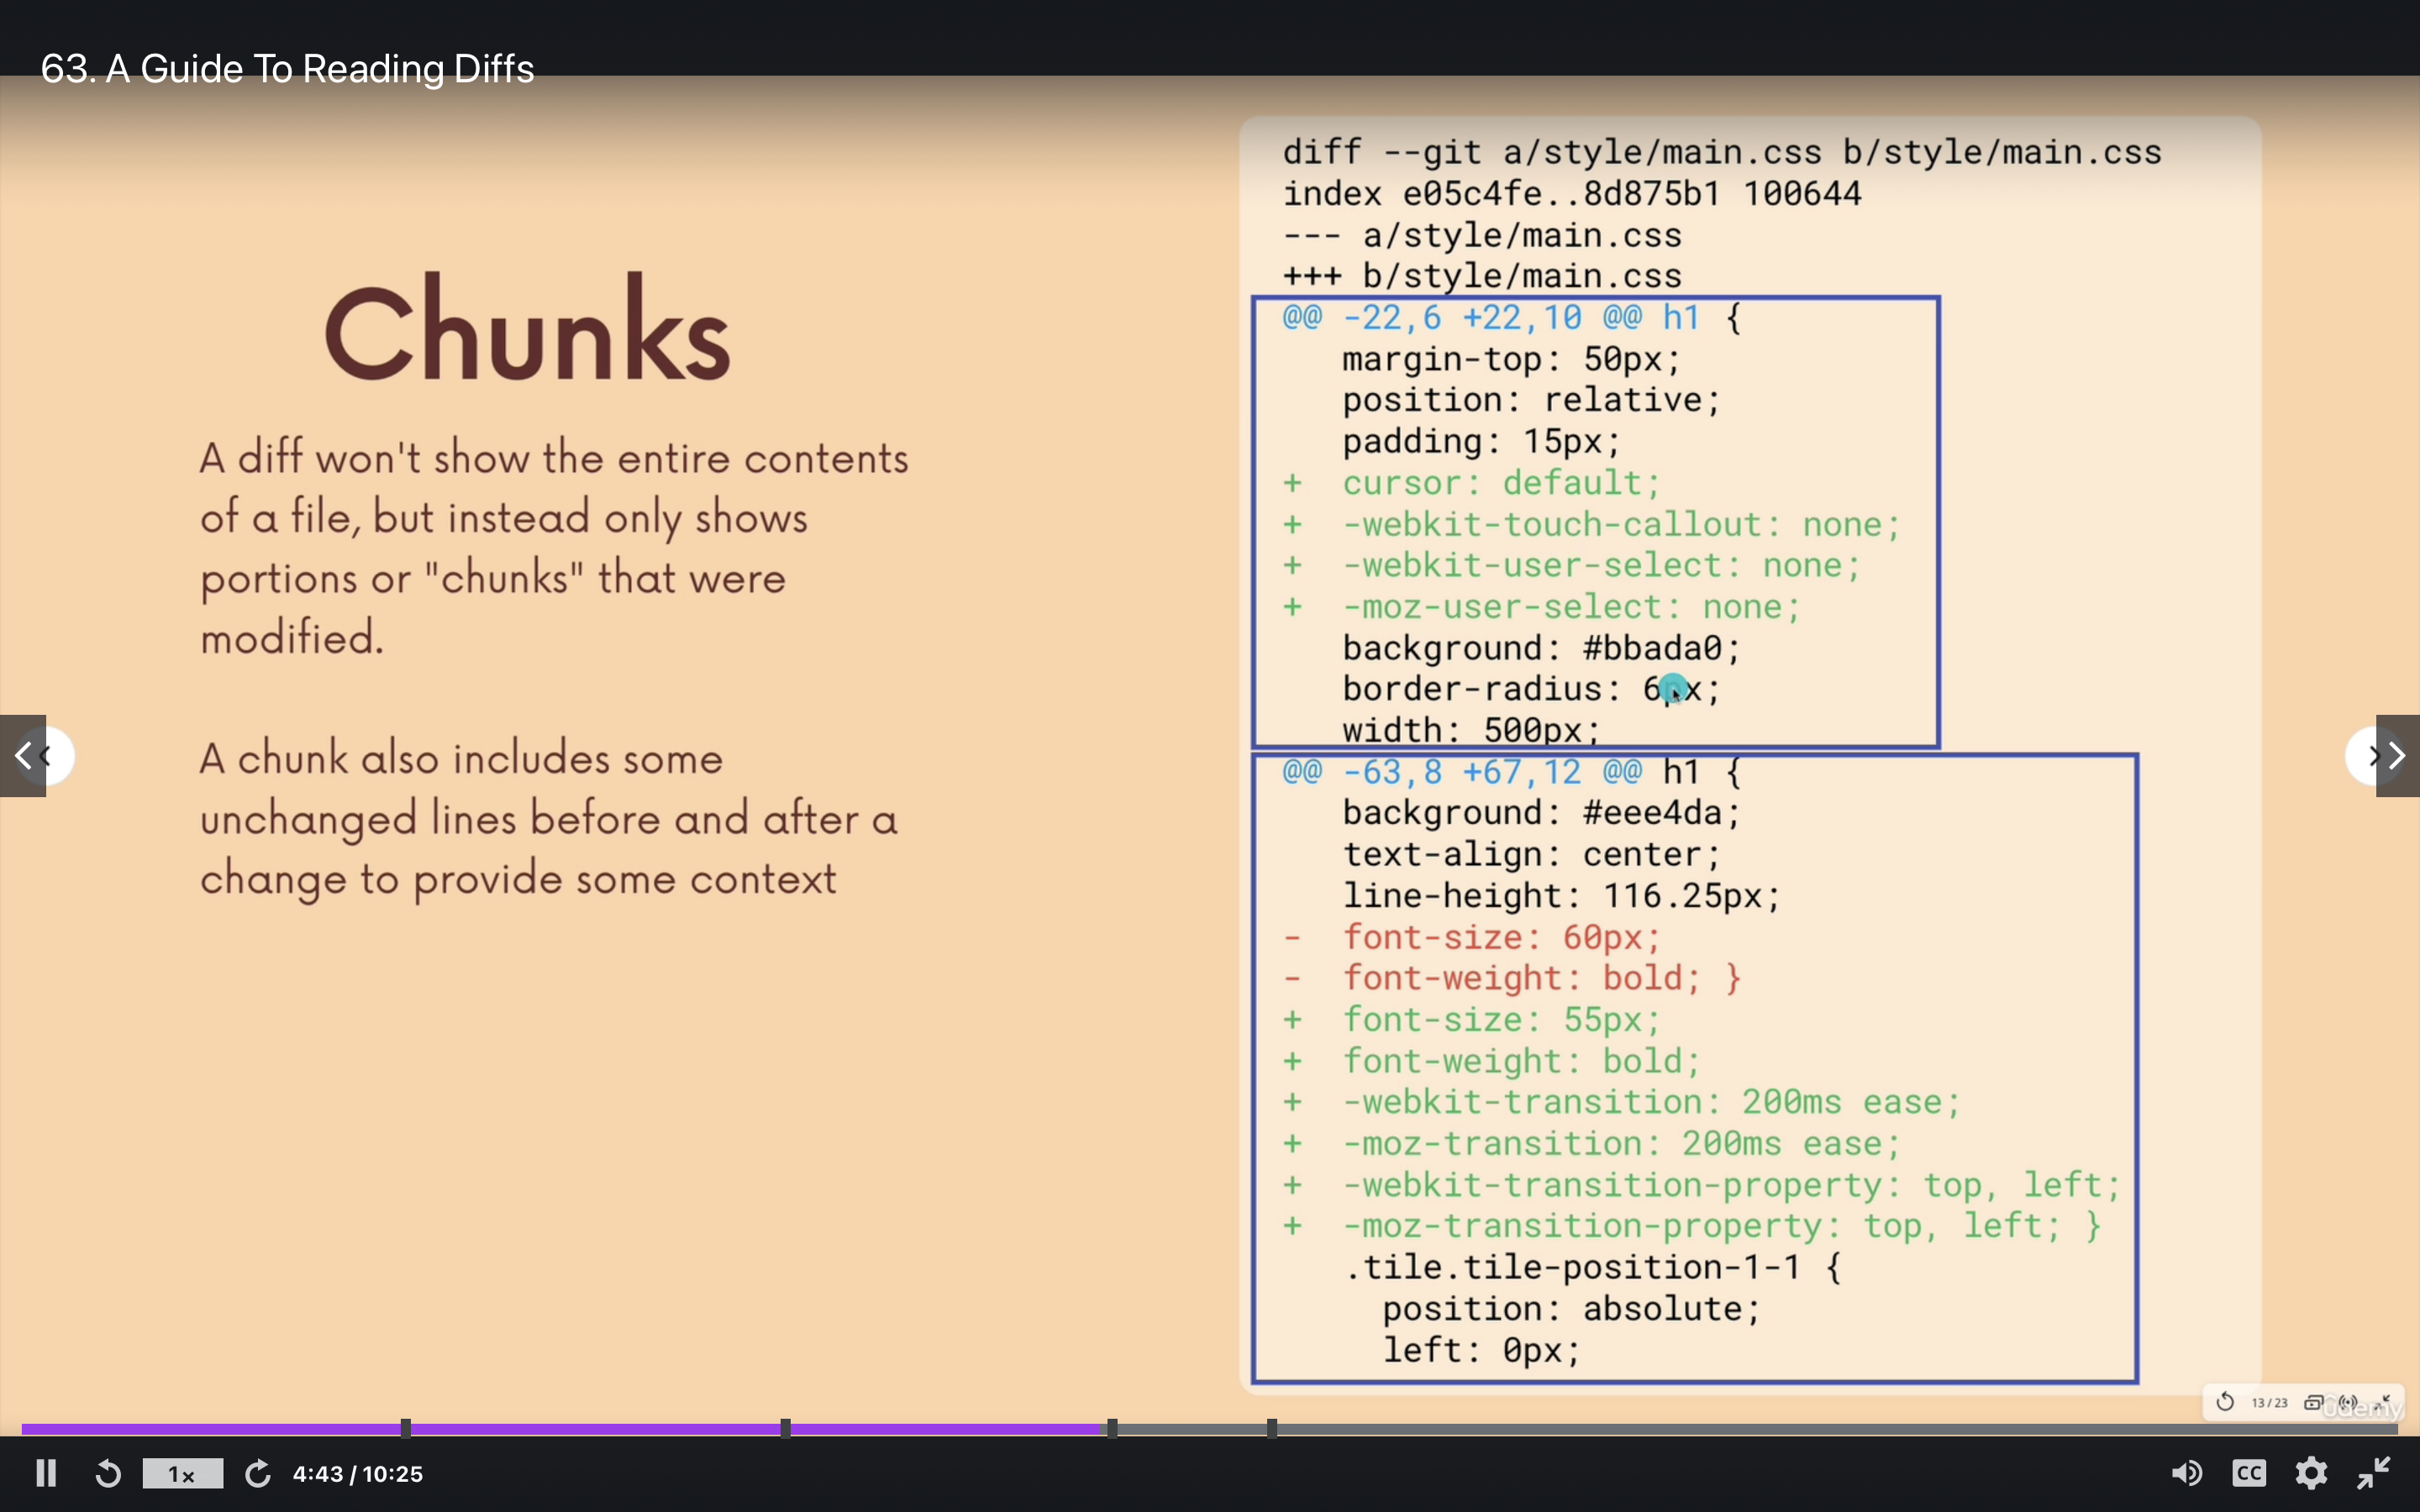 63. A Guide To Reading Diffs
Chunks
A diff won't show the entire contents
of a file, but instead only shows
portions or "chunks" that were
modified.
A chunk also includes some
unchanged lines before and after a
change to provide some context
diff --git a/style/main.css b/style/main.css
index e05c4fe..8d875b1 100644
--- a/style/main.css
+++ b/style/main.css
@@ -22,6 +22,10 @@ h1 {
margin-top: 50px;
position: relative;
padding: 15px;
+ cursor: default;
+ -webkit-touch-callout: none;
+ -webkit-user-select: none;
+ -moz-user-select: none;
background: #bbada0;
border-radius: 6px;
width: 500px;
@@ -63,8 +67,12 @@ h1 {
background: #eee4da;
text-align: center;
line-height: 116.25px;
- font-size: 60px;
- font-weight: bold; }
+ font-size: 55px;
+ font-weight: bold;
+ -webkit-transition: 200ms ease;
+ -moz-transition: 200ms ease;
+ -webkit-transition-property: top, left;
+ -moz-transition-property: top, left; }
.tile.tile-position-1-1 {
position: absolute;
left: 0px;
13/23
ûdemy
1x
4:43 / 10:25
CC